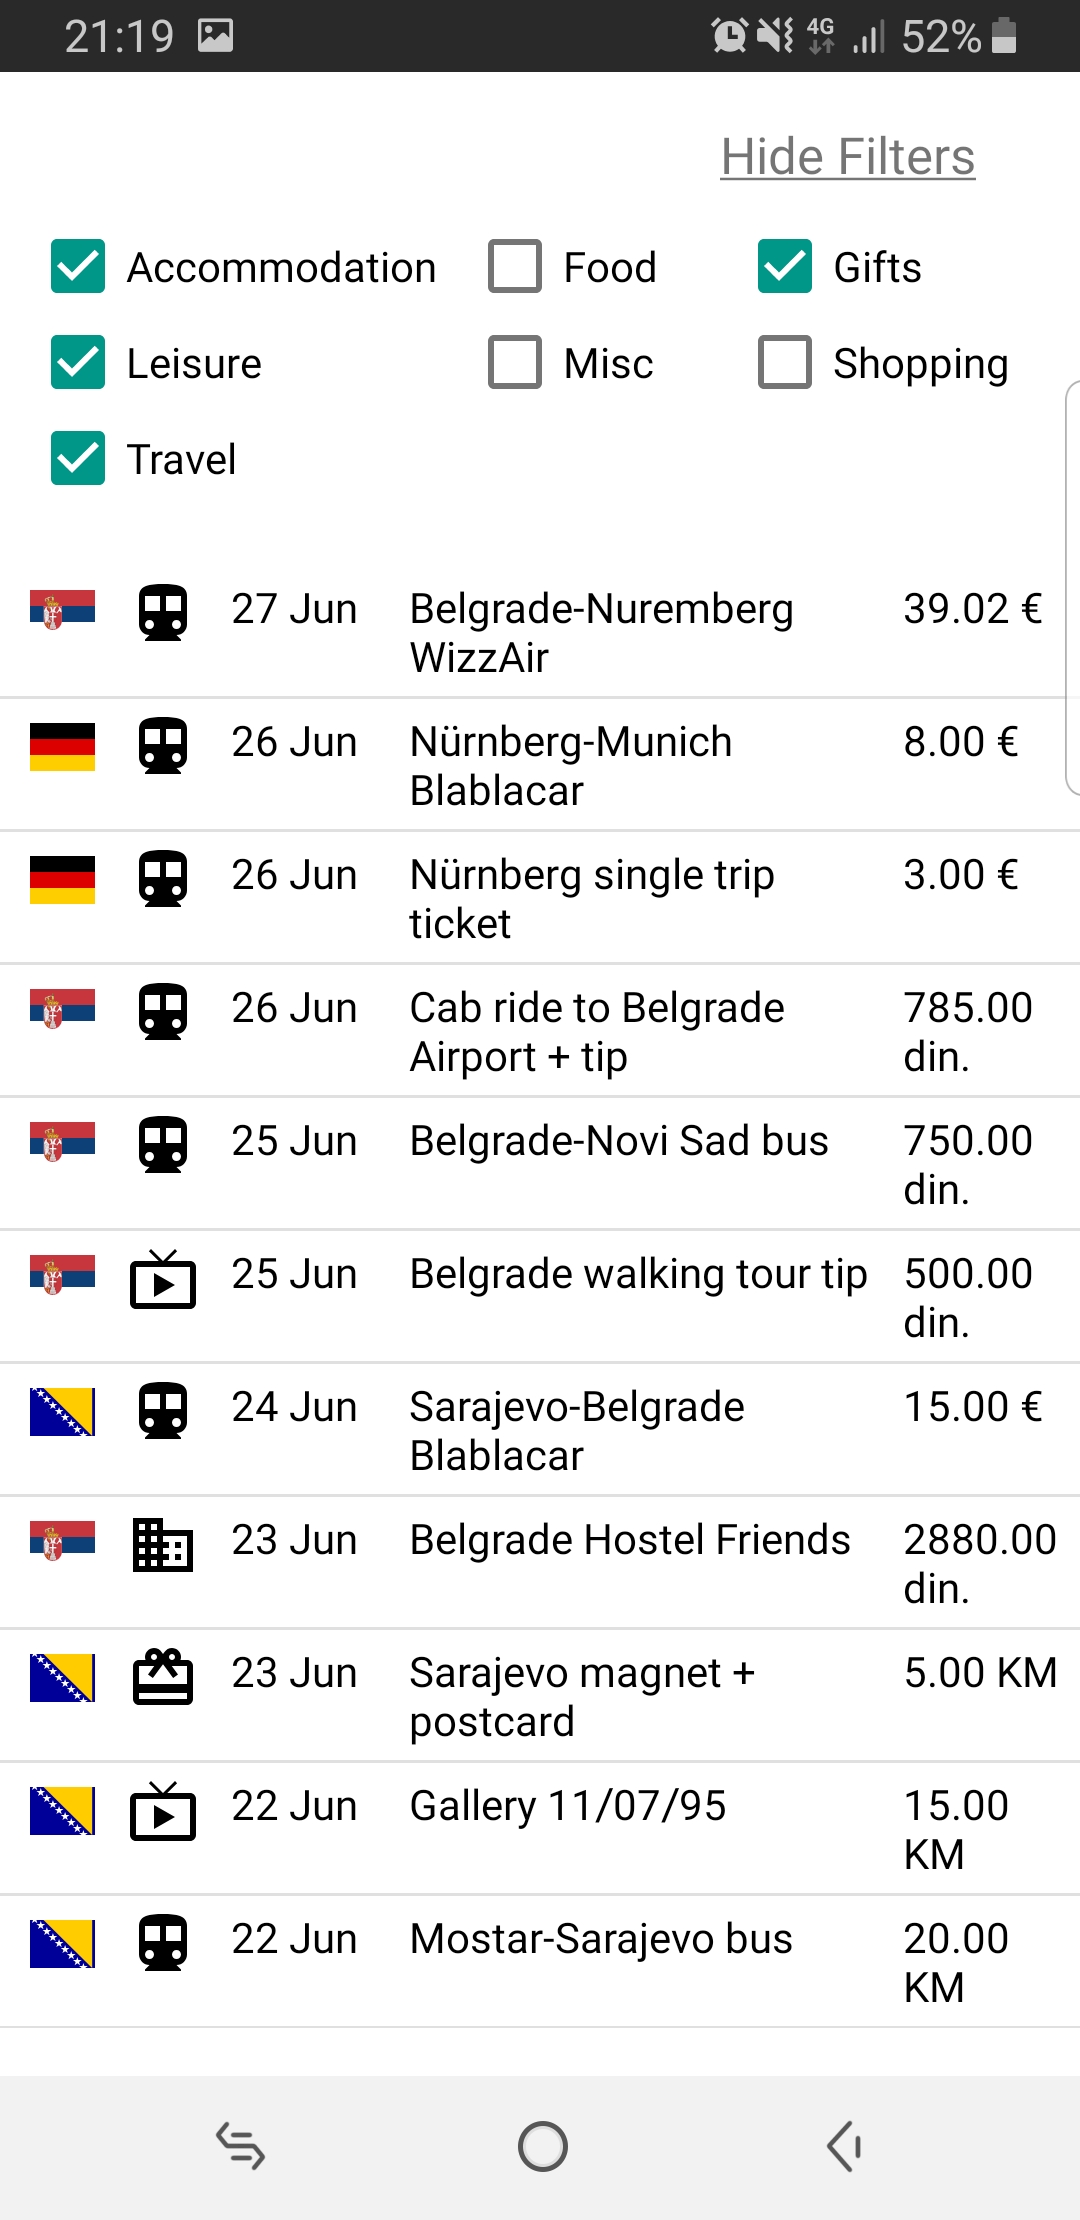 21:19 4G 52%
Hide Filters
Accommodation Food Gifts
Leisure Misc Shopping
Travel
27 Jun Belgrade-Nuremberg 39.02 €
WizzAir
26 Jun Nürnberg-Munich 8.00 €
Blablacar
26 Jun Nürnberg single trip 3.00 €
ticket
26 Jun Cab ride to Belgrade 785.00
Airport + tip din.
25 Jun Belgrade-Novi Sad bus 750.00
din.
25 Jun Belgrade walking tour tip 500.00
din.
24 Jun Sarajevo-Belgrade 15.00 €
Blablacar
23 Jun Belgrade Hostel Friends 2880.00
din.
23 Jun Sarajevo magnet + 5.00 KM
postcard
22 Jun Gallery 11/07/95 15.00
KM
22 Jun Mostar-Sarajevo bus 20.00
KM